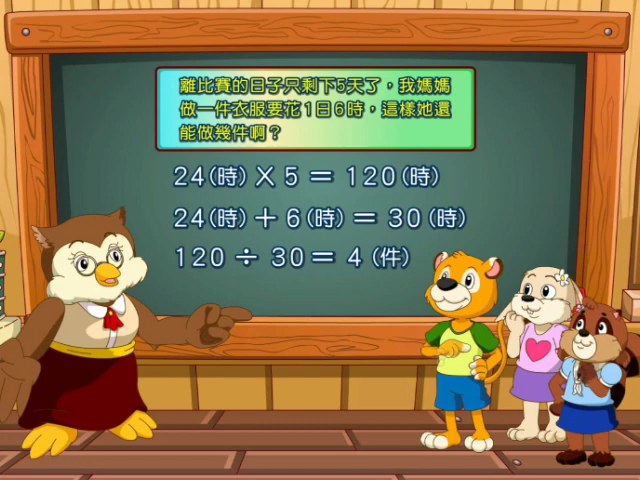 離比賽的日子只剩下5天了，我媽媽
做一件衣服要花1日6時，這樣她還
能做幾件啊？
24(時)×5＝120(時)
24(時)＋6(時)＝30(時)
120÷30＝4(件)